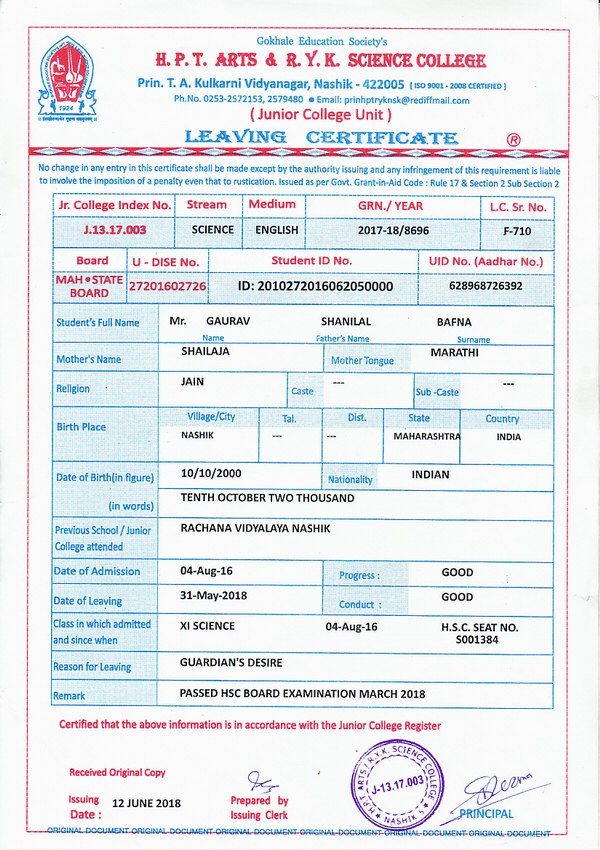 Gokhale Education Society's
H. P. T. ARTS & R. Y. K. SCIENCE COLLEGE
Prin. T. A. Kulkarni Vidyanagar, Nashik - 422005 [ ISO 9001 - 2008 CERTIFIED ]
Ph.No. 0253-2572153, 2579480 ● Email: prinhptryknsk@rediffmail.com
( Junior College Unit )
LEAVING CERTIFICATE ®
1924
No change in any entry in this certificate shall be made except by the authority issuing and any infringement of this requirement is liable
to involve the imposition of a penalty even that to rustication. Issued as per Govt. Grant-in-Aid Code : Rule 17 & Section 2 Sub Section 2
Jr. College Index No. Stream Medium GRN./ YEAR L.C. Sr. No.
J.13.17.003 SCIENCE ENGLISH 2017-18/8696 F-710
Board U - DISE No. Student ID No. UID No. (Aadhar No.)
MAH●STATE
BOARD 27201602726 ID: 2010272016062050000 628968726392
Student's Full Name Mr. GAURAV SHANILAL BAFNA
Name Father's Name Surname
Mother's Name SHAILAJA Mother Tongue MARATHI
Religion JAIN Caste --- Sub -Caste ---
Birth Place Village/City Tal. Dist. State Country
NASHIK --- --- MAHARASHTRA INDIA
Date of Birth(in figure) 10/10/2000 Nationality INDIAN
(in words) TENTH OCTOBER TWO THOUSAND
Previous School / Junior RACHANA VIDYALAYA NASHIK
College attended
Date of Admission 04-Aug-16 Progress : GOOD
Date of Leaving 31-May-2018 Conduct : GOOD
Class in which admitted XI SCIENCE 04-Aug-16 H.S.C. SEAT NO.
and since when S001384
Reason for Leaving GUARDIAN'S DESIRE
Remark PASSED HSC BOARD EXAMINATION MARCH 2018
Certified that the above information is in accordance with the Junior College Register
Received Original Copy
Issuing 12 JUNE 2018 Prepared by
Date : Issuing Clerk
H.P.T. ARTS / R.Y.K. SCIENCE COLLEGE
J-13.17.003
NASHIK 5
PRINCIPAL
ORIGINAL DOCUMENT ORIGINAL DOCUMENT ORIGINAL DOCUMENT ORIGINAL DOCUMENT ORIGINAL DOCUMENT ORIGINAL DOCUMENT